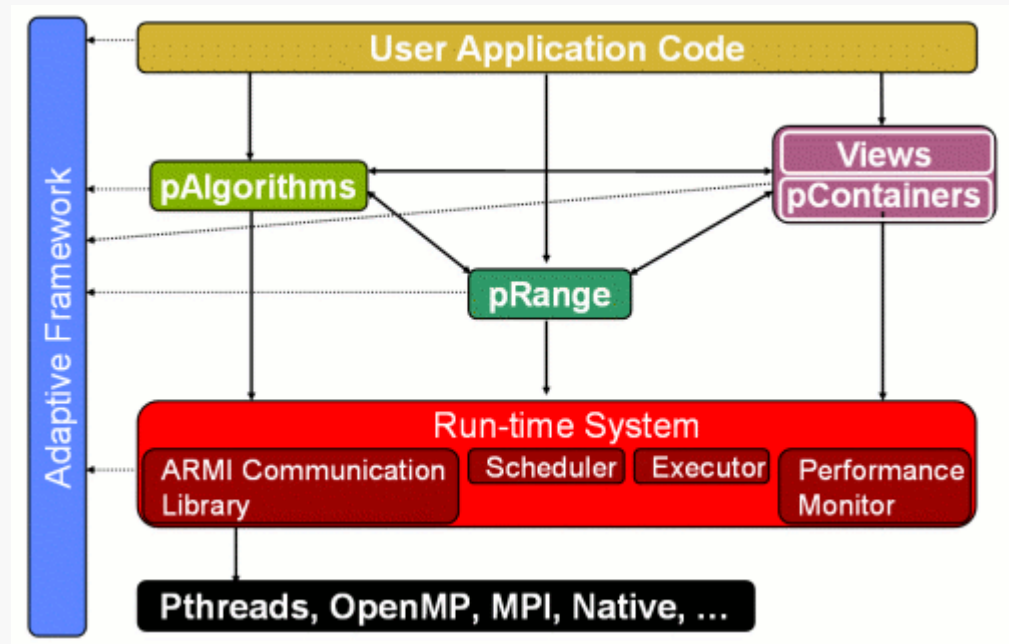 User Application Code
Adaptive Framework
Views
pAlgorithms
pContainers
pRange
Run-time System
ARMI Communication
Library
Scheduler
Executor
Performance
Monitor
Pthreads, OpenMP, MPI, Native, ...